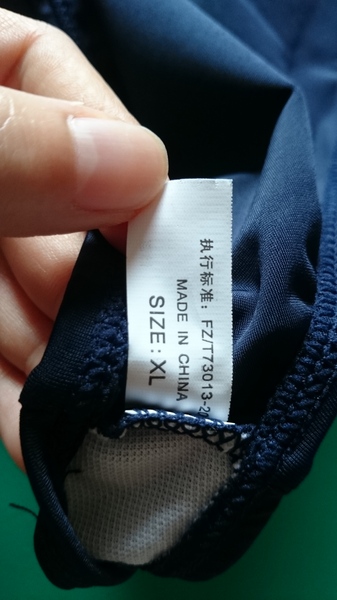 执行标准: FZ/T73013-20
MADE IN CHINA
SIZE: XL